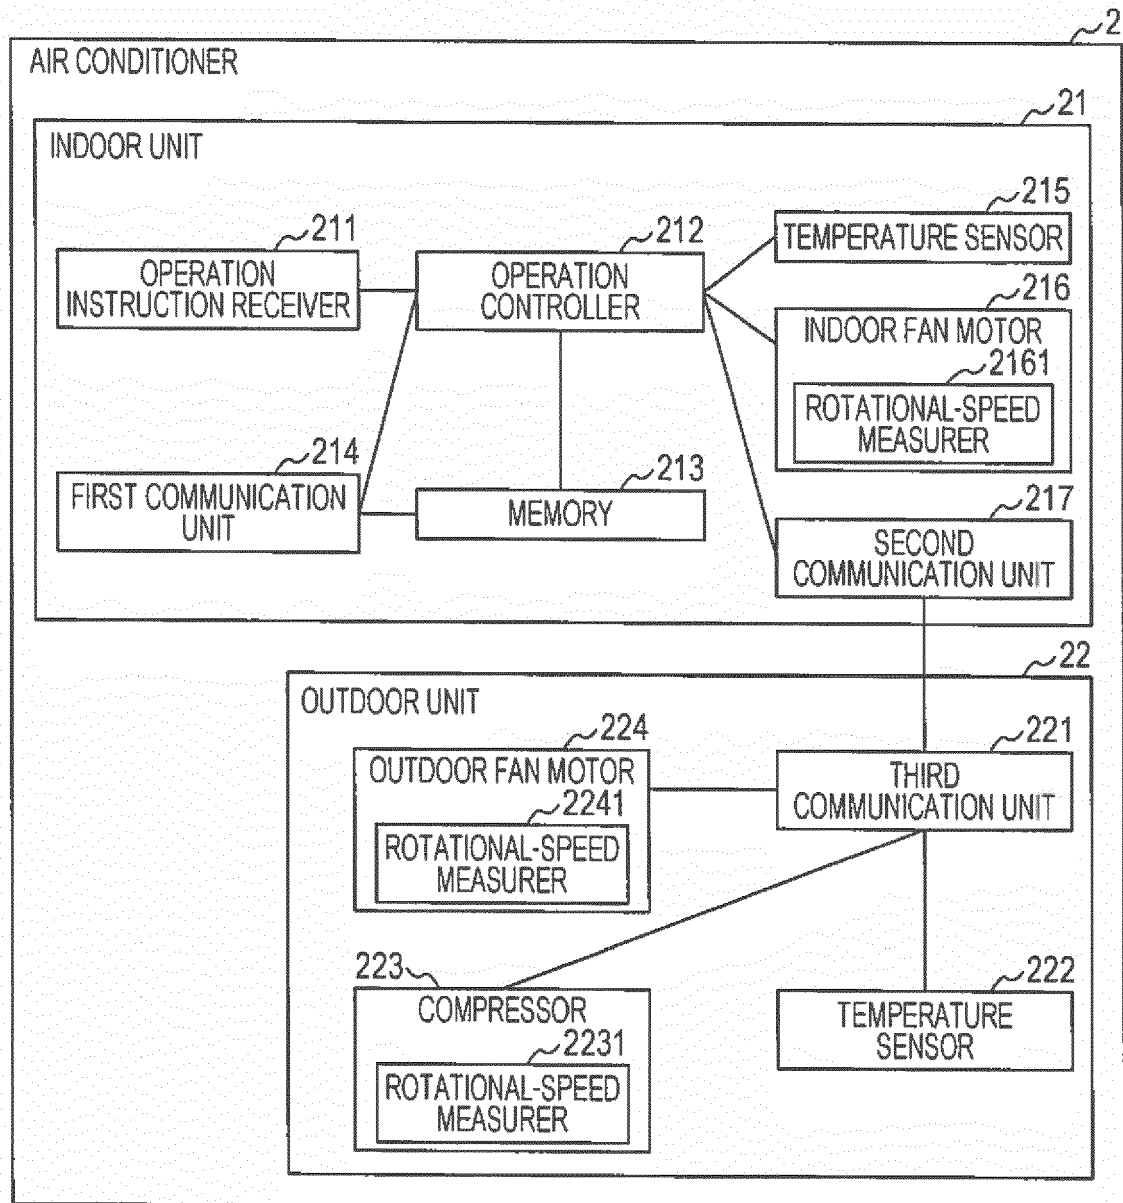 2
AIR CONDITIONER
21
INDOOR UNIT
211
OPERATION
INSTRUCTION RECEIVER
212
OPERATION
CONTROLLER
215
TEMPERATURE SENSOR
216
INDOOR FAN MOTOR
2161
ROTATIONAL-SPEED
MEASURER
214
FIRST COMMUNICATION
UNIT
213
MEMORY
217
SECOND
COMMUNICATION UNIT
22
OUTDOOR UNIT
224
OUTDOOR FAN MOTOR
2241
ROTATIONAL-SPEED
MEASURER
221
THIRD
COMMUNICATION UNIT
223
COMPRESSOR
2231
ROTATIONAL-SPEED
MEASURER
222
TEMPERATURE
SENSOR